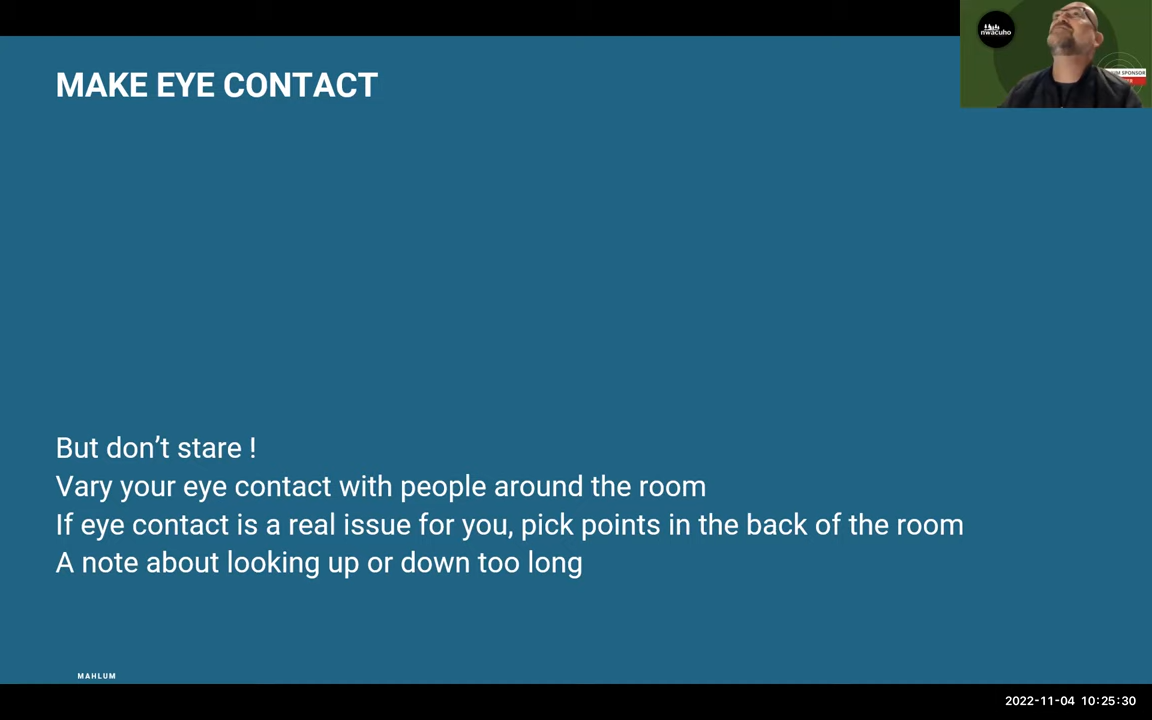 MAKE EYE CONTACT
nwacuho
UM SPONSOR
But don’t stare !
Vary your eye contact with people around the room
If eye contact is a real issue for you, pick points in the back of the room
A note about looking up or down too long
MAHLUM
2022-11-04 10:25:30